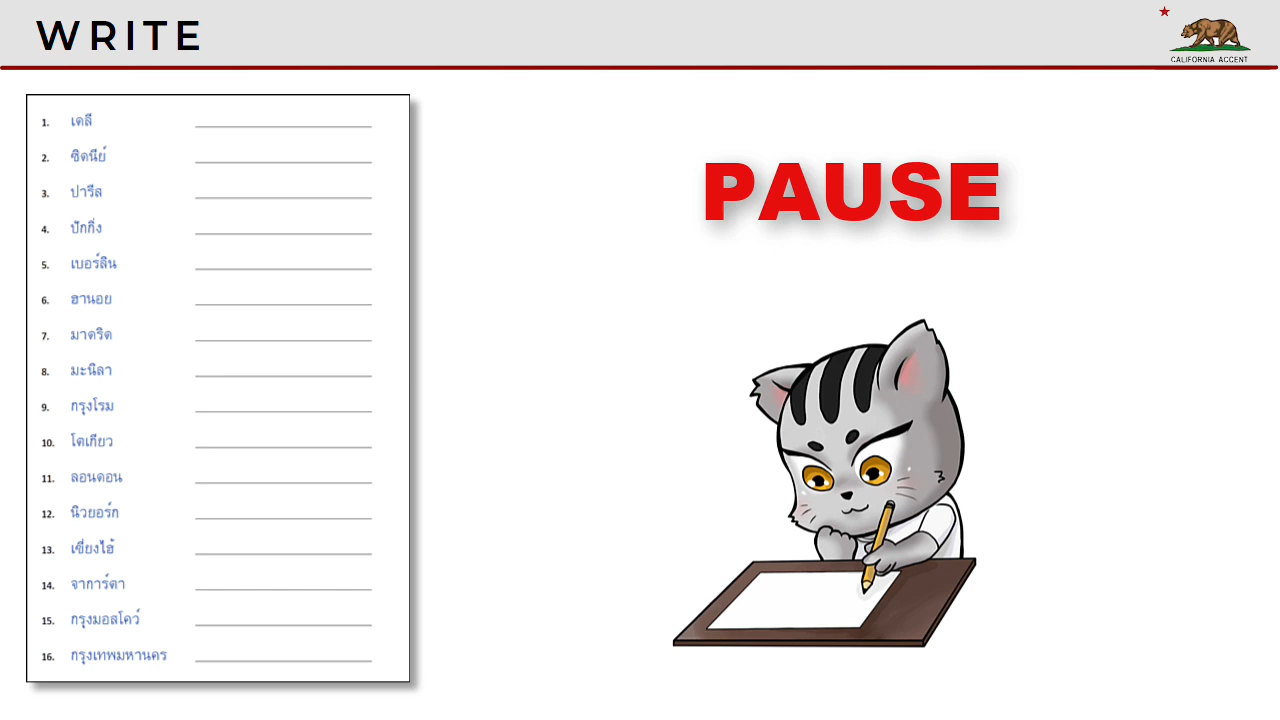 WRITE
CALIFORNIA ACCENT
1. เดลี
2. ซิดนีย์
3. ปารีส
4. ปักกิ่ง
5. เบอร์ลิน
6. ฮานอย
7. มาดริด
8. มะนิลา
9. กรุงโรม
10. โตเกียว
11. ลอนดอน
12. นิวยอร์ก
13. เซี่ยงไฮ้
14. จาการ์ตา
15. กรุงมอสโคว์
16. กรุงเทพมหานคร
PAUSE